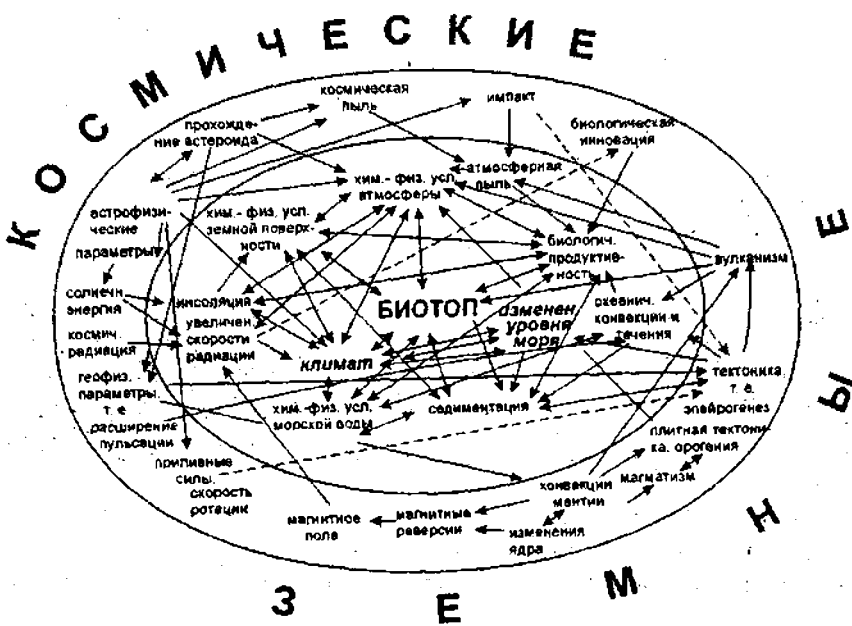 КОСМИЧЕСКИЕ
космическая
пыль
импакт
прохожде-
ние астероида
биологическая
инновация
хим.- физ. усл.
атмосферы
атмосферная
пыль
астрофизи-
ческие
параметры
хим.- физ. усл.
земной поверх-
ности
биологич.
продуктив-
ность
вулканизм
солнечн.
энергия
инсоляция
увеличен.
скорости
радиации
БИОТОП
изменен.
уровня
моря
океанич.
конвекции и
течения
космич.
радиация
климат
геофиз.
параметры.
т. е
расширение
пульсации
хим.-физ. усл.
морской воды
седиментация
тектоника
т. е.
эпейрогенез
плитная тектони-
ка. орогения
приливные
силы.
скорость
ротации
конвекции
мантии
магматизм
магнитное
поле
магнитные
реверсии
изменения
ядра
ЗЕМНЫЕ